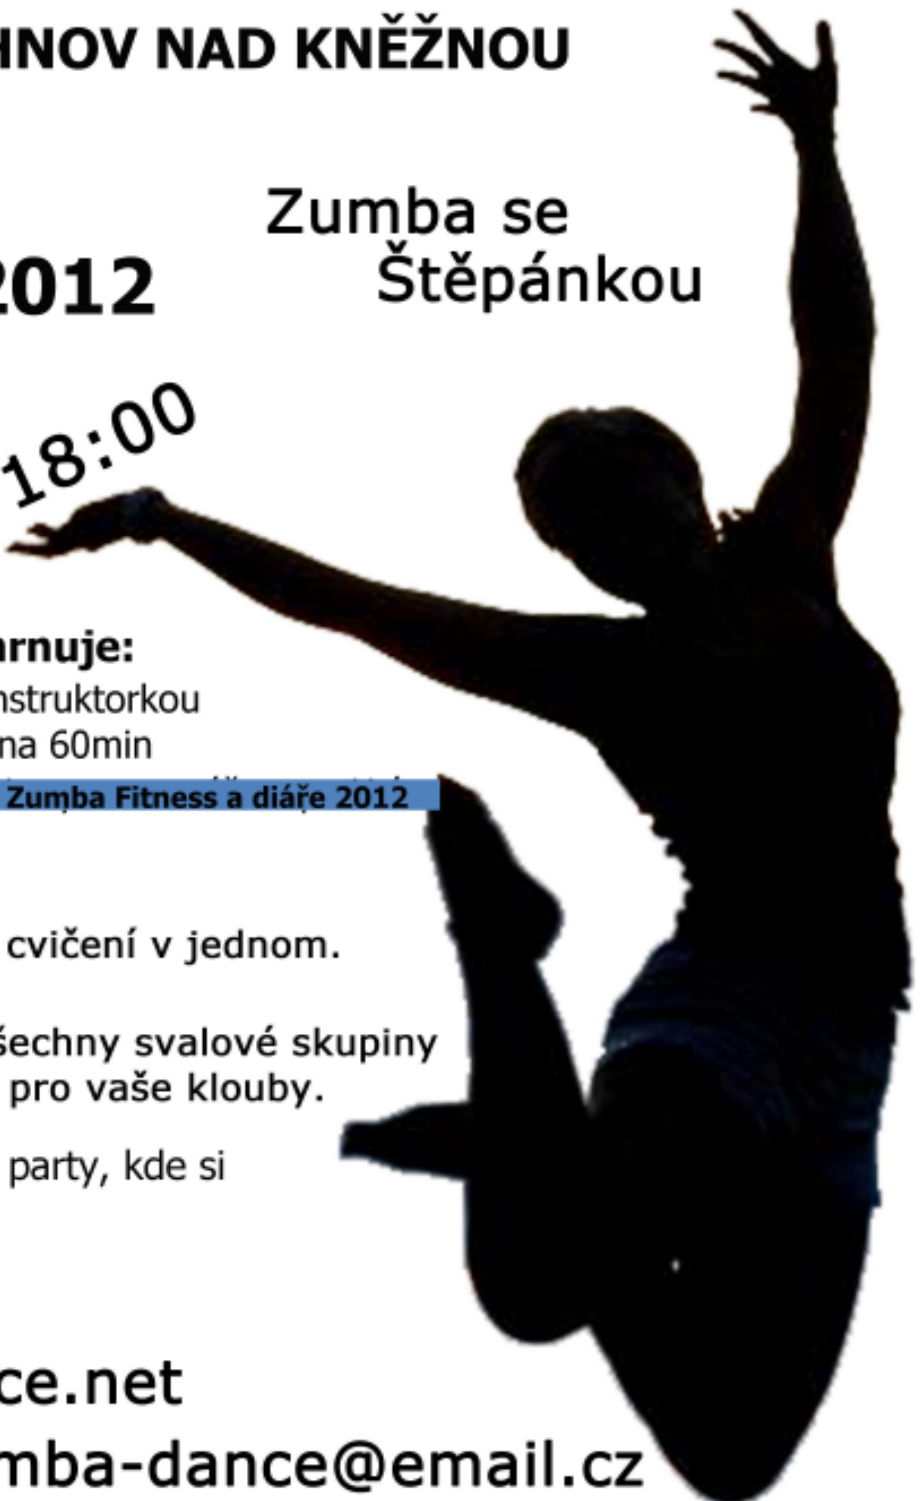 HNOV NAD KNĚŽNOU
Zumba se
Štěpánkou
2012
18:00
hrnuje:
nstruktorkou
na 60min
Zumba Fitness a diáře 2012
cvičení v jednom.
šechny svalové skupiny
pro vaše klouby.
party, kde si
ce.net
mba-dance@email.cz